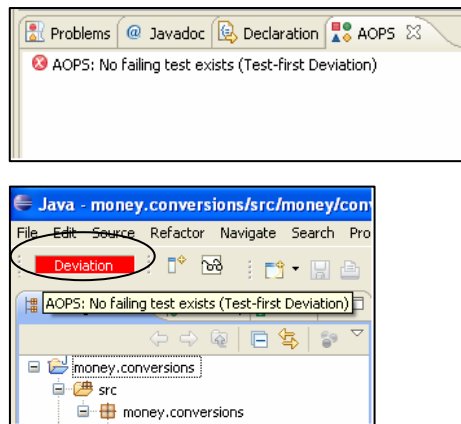 Problems @ Javadoc Declaration AOPS
AOPS: No failing test exists (Test-first Deviation)
Java - money.conversions/src/money/con
File Edit Source Refactor Navigate Search Pro
Deviation
AOPS: No failing test exists (Test-first Deviation)
money.conversions
src
money.conversions